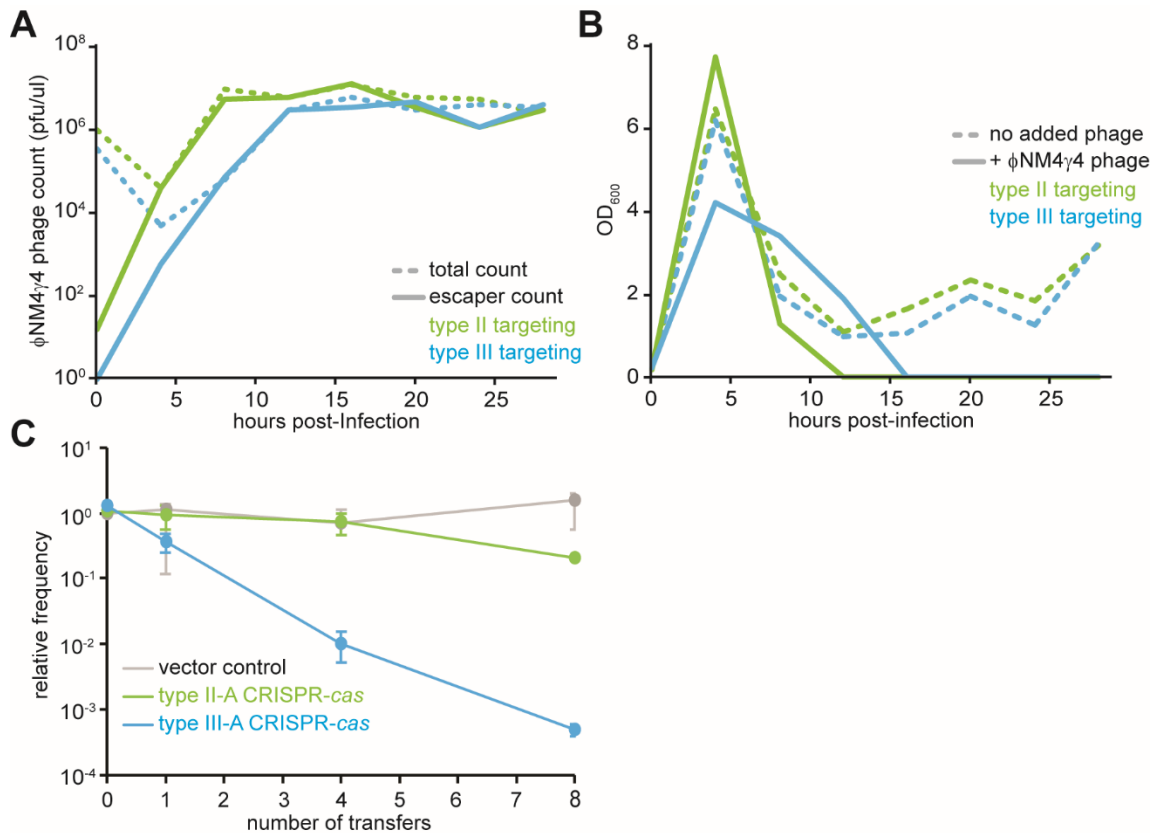 A
ϕNM4γ4 phage count (pfu/ul)
10^8
10^6
10^4
10^2
10^0
total count
escaper count
type II targeting
type III targeting
0 5 10 15 20 25
hours post-Infection
B
OD_600
8
6
4
2
0
no added phage
+ ϕNM4γ4 phage
type II targeting
type III targeting
0 5 10 15 20 25
hours post-infection
C
relative frequency
10^1
10^0
10^-1
10^-2
10^-3
10^-4
vector control
type II-A CRISPR-cas
type III-A CRISPR-cas
0 1 2 3 4 5 6 7 8
number of transfers